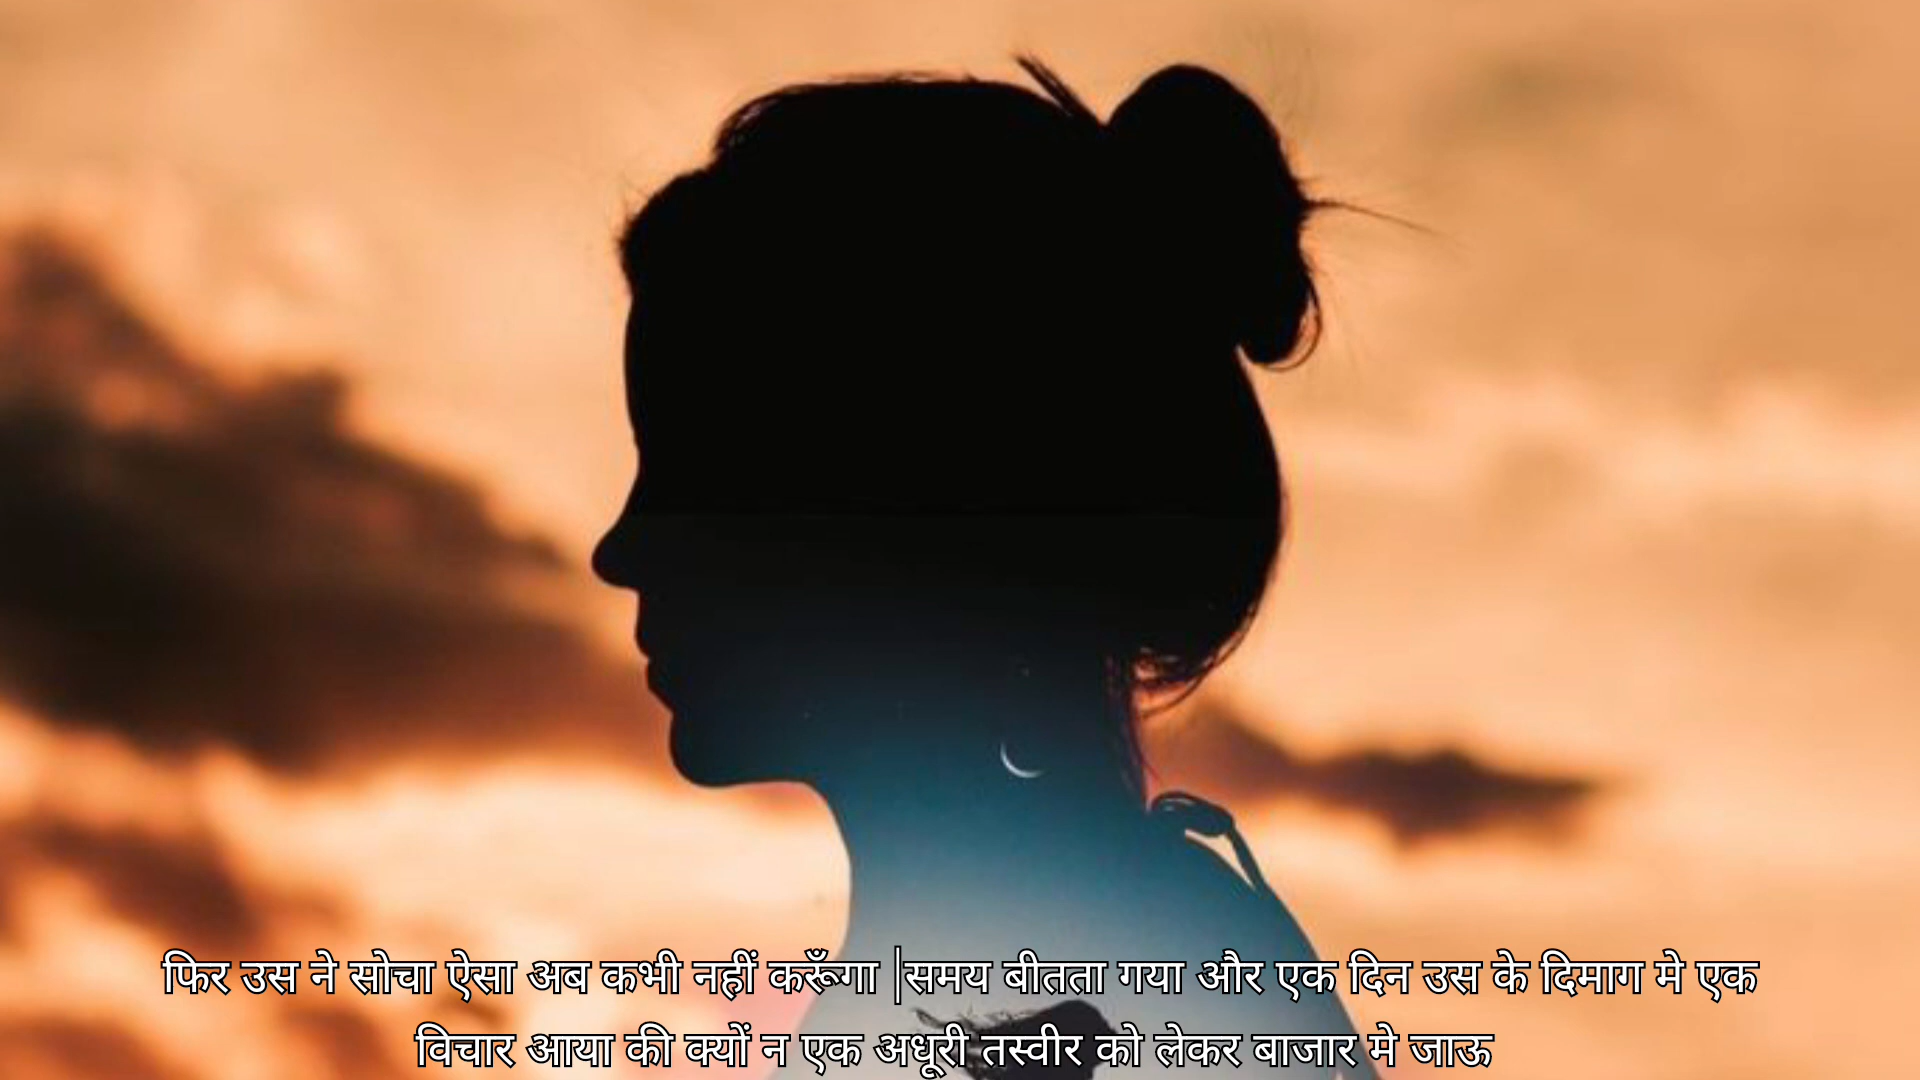 फिर उस ने सोचा ऐसा अब कभी नहीं करूँगा |समय बीतता गया और एक दिन उस के दिमाग मे एक
विचार आया की क्यों न एक अधूरी तस्वीर को लेकर बाजार मे जाऊ